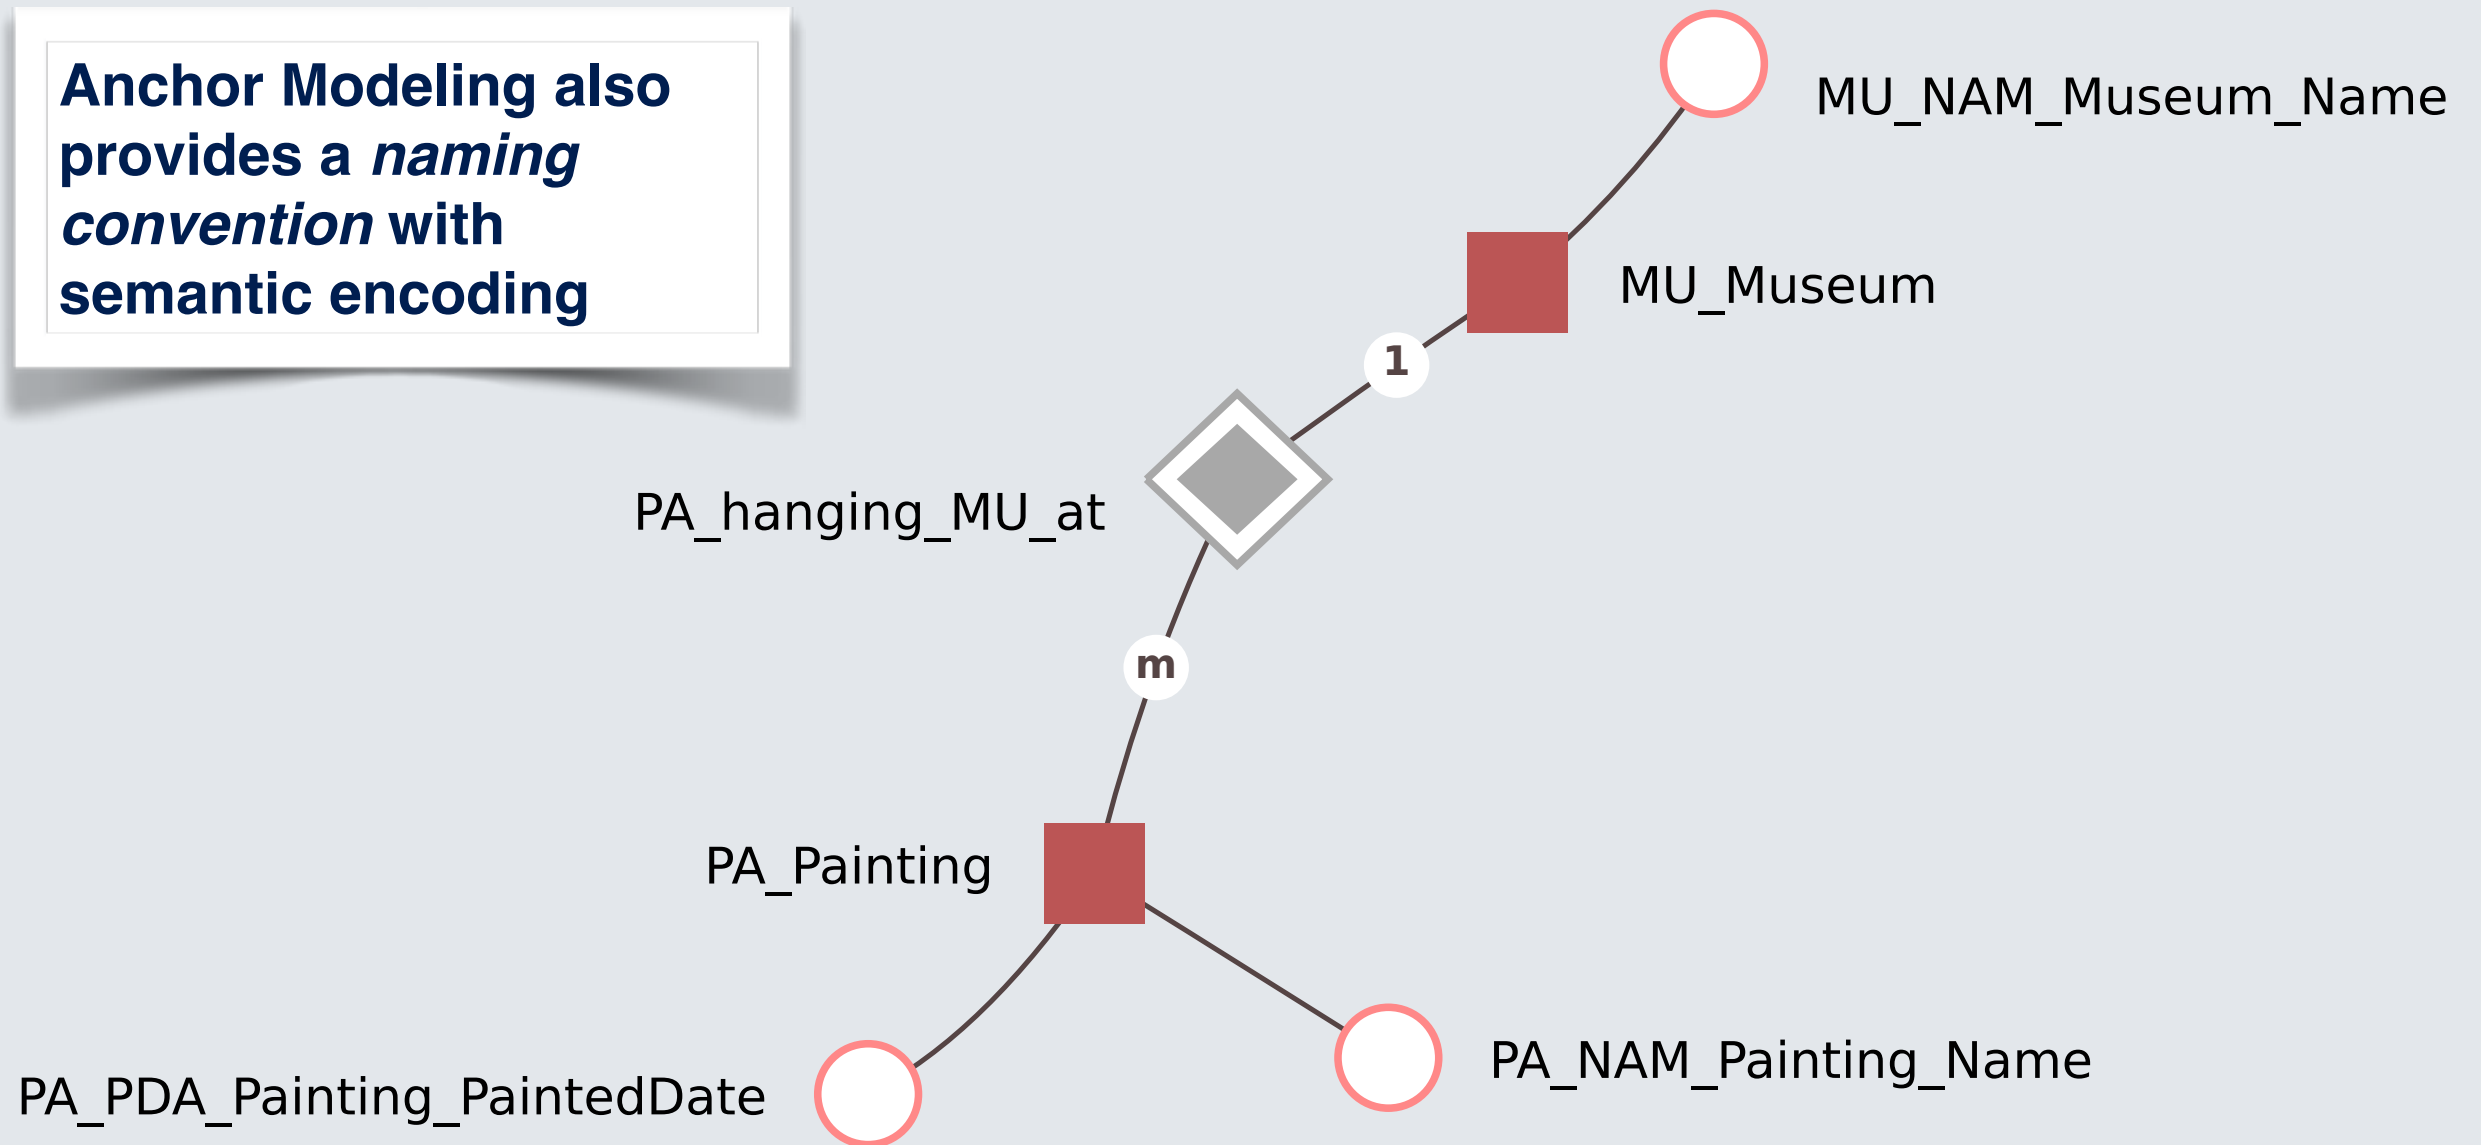 Anchor Modeling also
provides a naming
convention with
semantic encoding
MU_NAM_Museum_Name
MU_Museum
1
PA_hanging_MU_at
m
PA_Painting
PA_NAM_Painting_Name
PA_PDA_Painting_PaintedDate